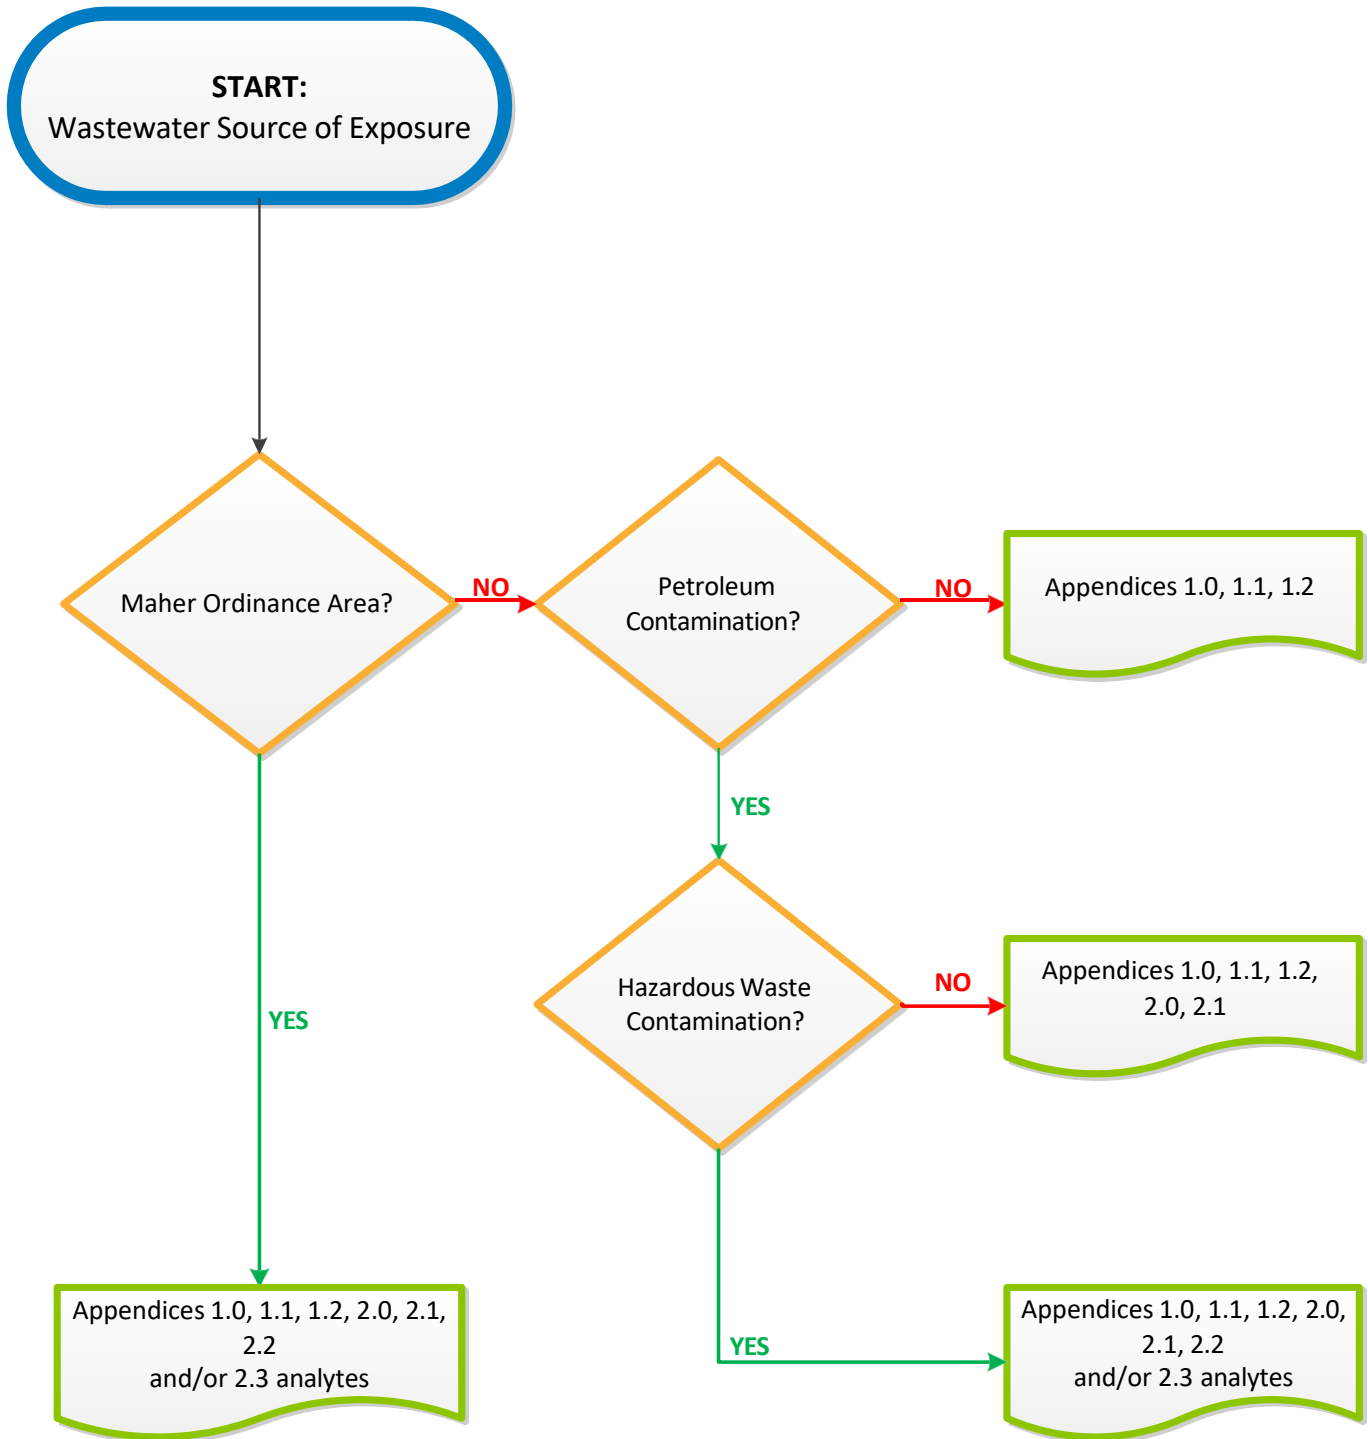 START:
Wastewater Source of Exposure
Maher Ordinance Area?
NO
Petroleum
Contamination?
NO
Appendices 1.0, 1.1, 1.2
YES
Hazardous Waste
Contamination?
NO
Appendices 1.0, 1.1, 1.2,
2.0, 2.1
YES
Appendices 1.0, 1.1, 1.2, 2.0, 2.1,
2.2
and/or 2.3 analytes
YES
Appendices 1.0, 1.1, 1.2, 2.0,
2.1, 2.2
and/or 2.3 analytes